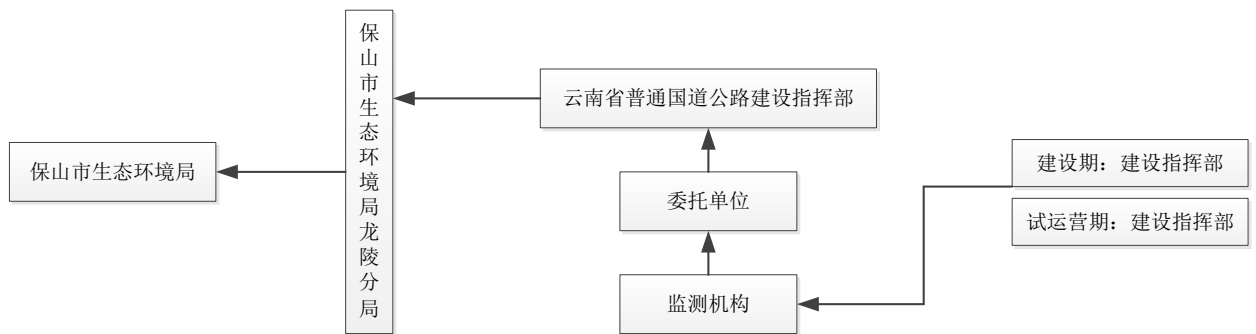 保山市生态环境局
保山市生态环境局龙陵分局
云南省普通国道公路建设指挥部
委托单位
监测机构
建设期：建设指挥部
试运营期：建设指挥部